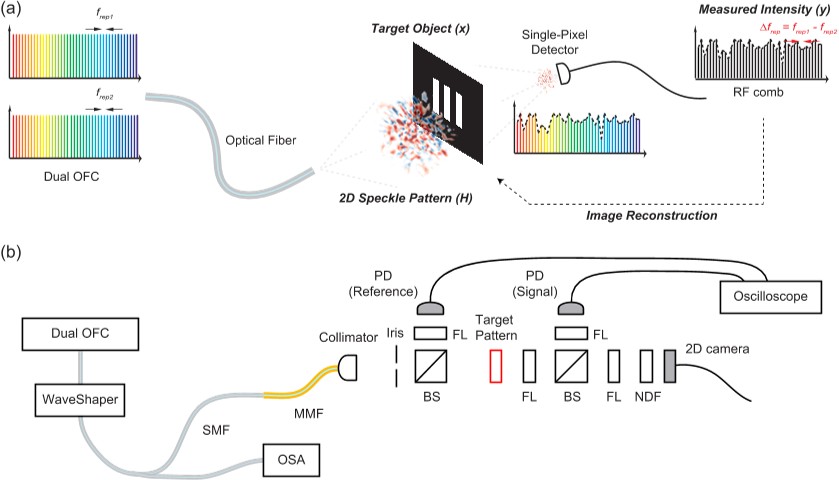 (a)
f_rep1
f_rep2
Dual OFC
Optical Fiber
Target Object (x)
2D Speckle Pattern (H)
Single-Pixel
Detector
Measured Intensity (y)
Δf_rep = f_rep1 - f_rep2
RF comb
Image Reconstruction
(b)
Dual OFC
WaveShaper
SMF
OSA
MMF
Collimator
Iris
PD
(Reference)
FL
BS
Target
Pattern
FL
PD
(Signal)
FL
BS
FL
NDF
2D camera
Oscilloscope